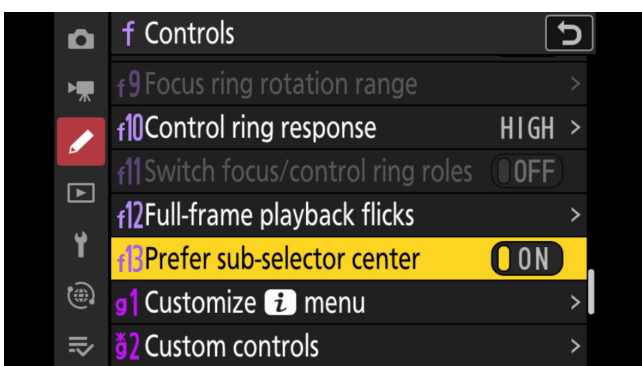 f Controls
f9 Focus ring rotation range >
f10 Control ring response HIGH >
f11 Switch focus/control ring roles OFF
f12 Full-frame playback flicks >
f13 Prefer sub-selector center ON
g1 Customize i menu >
*g2 Custom controls >